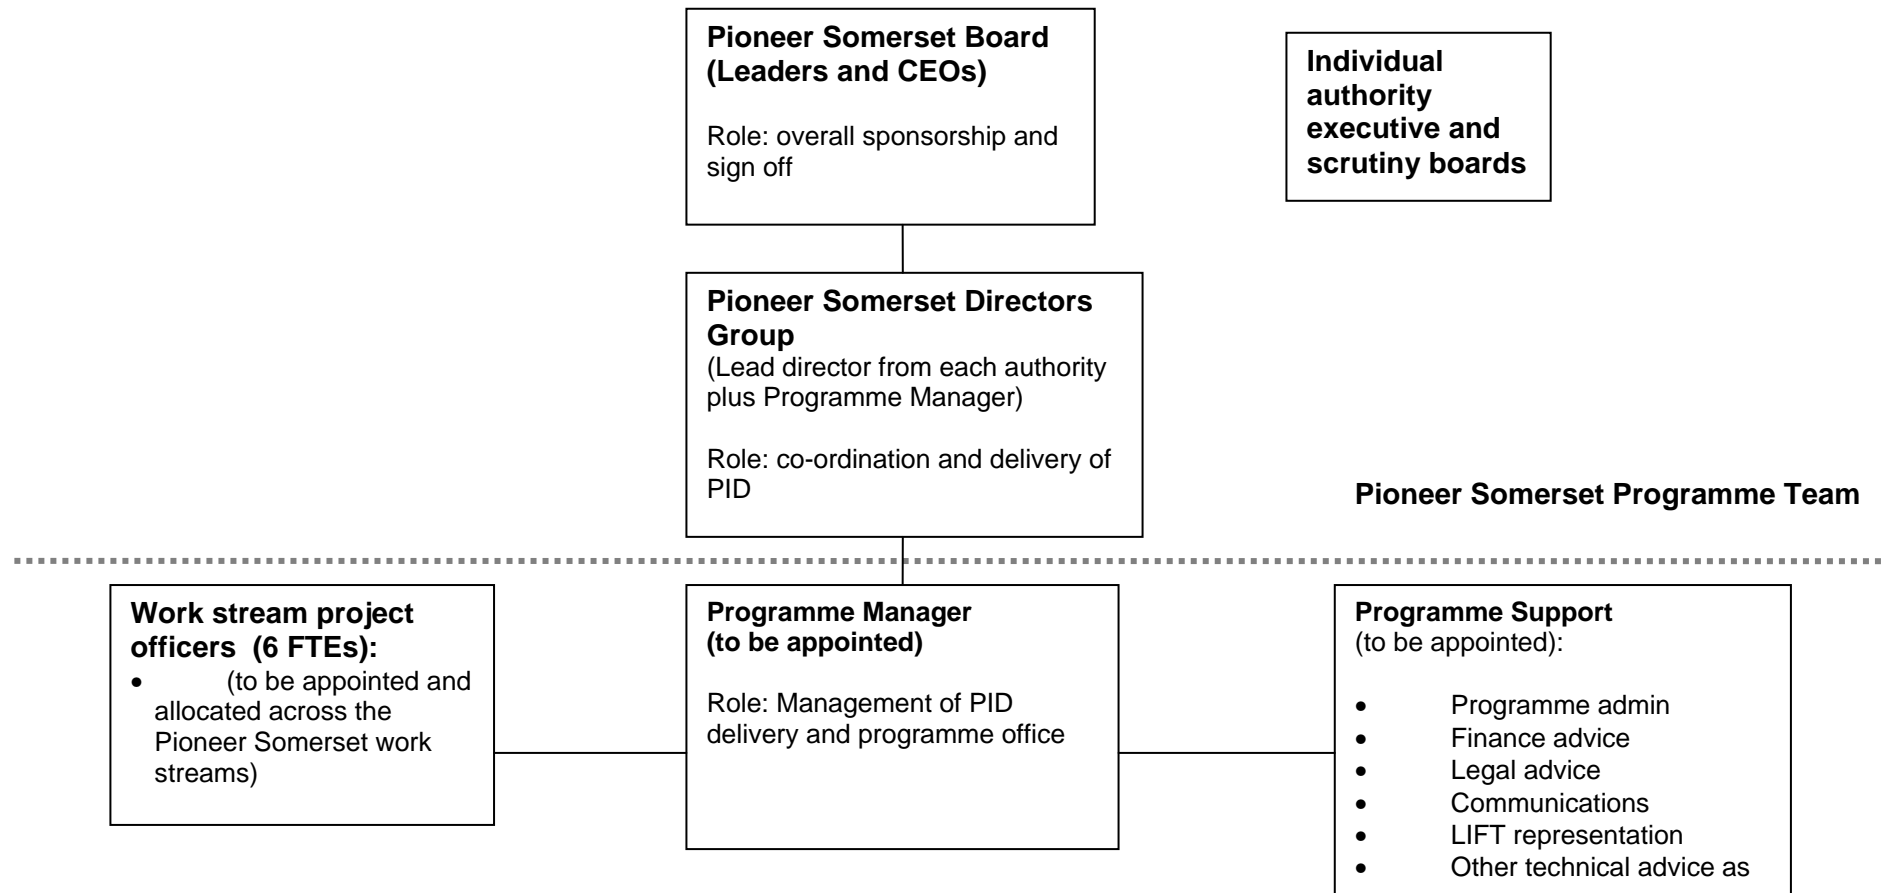 Pioneer Somerset Board
(Leaders and CEOs)
Role: overall sponsorship and
sign off
Individual
authority
executive and
scrutiny boards
Pioneer Somerset Directors
Group
(Lead director from each authority
plus Programme Manager)
Role: co-ordination and delivery of
PID
Pioneer Somerset Programme Team
Work stream project
officers (6 FTEs):
• (to be appointed and
allocated across the
Pioneer Somerset work
streams)
Programme Manager
(to be appointed)
Role: Management of PID
delivery and programme office
Programme Support
(to be appointed):
• Programme admin
• Finance advice
• Legal advice
• Communications
• LIFT representation
• Other technical advice as